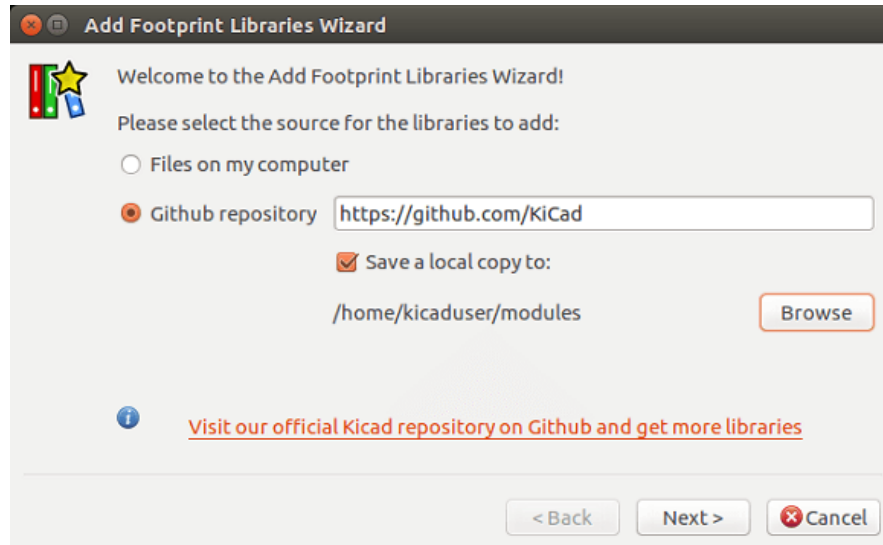 Add Footprint Libraries Wizard
Welcome to the Add Footprint Libraries Wizard!
Please select the source for the libraries to add:
Files on my computer
Github repository https://github.com/KiCad
Save a local copy to:
/home/kicaduser/modules Browse
Visit our official Kicad repository on Github and get more libraries
< Back Next > Cancel